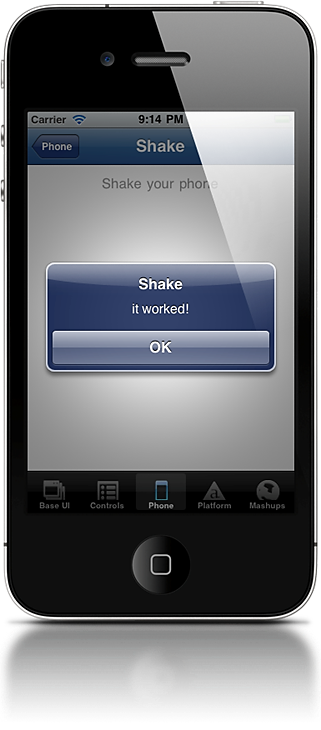 Carrier 9:14 PM
Phone Shake
Shake your phone
Shake
it worked!
OK
Base UI Controls Phone Platform Mashups